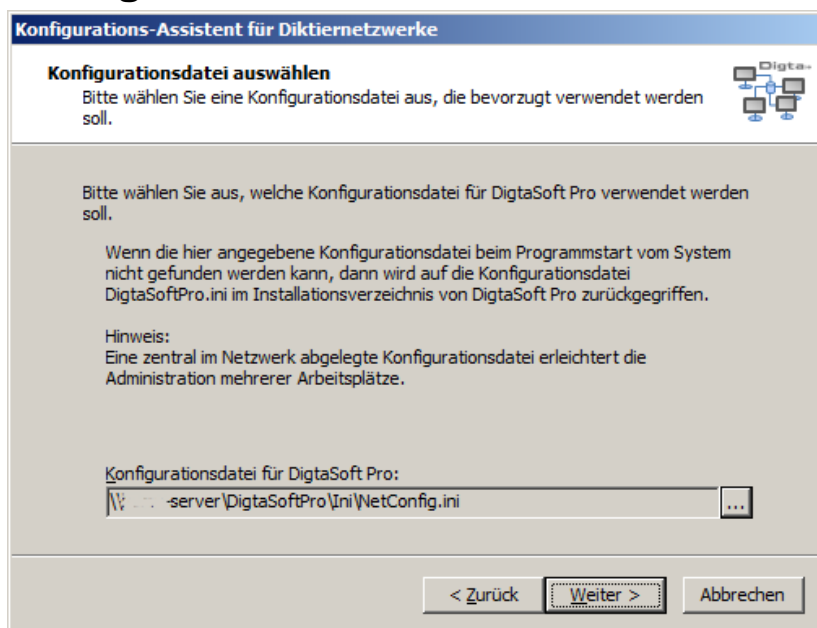 Konfigurations-Assistent für Diktiernetzwerke
Konfigurationsdatei auswählen
Bitte wählen Sie eine Konfigurationsdatei aus, die bevorzugt verwendet werden
soll.
Digta
Bitte wählen Sie aus, welche Konfigurationsdatei für DigtaSoft Pro verwendet werden
soll.
Wenn die hier angegebene Konfigurationsdatei beim Programmstart vom System
nicht gefunden werden kann, dann wird auf die Konfigurationsdatei
DigtaSoftPro.ini im Installationsverzeichnis von DigtaSoft Pro zurückgegriffen.
Hinweis:
Eine zentral im Netzwerk abgelegte Konfigurationsdatei erleichtert die
Administration mehrerer Arbeitsplätze.
Konfigurationsdatei für DigtaSoft Pro:
\\ -server\DigtaSoftPro\Ini\NetConfig.ini ...
< Zurück Weiter > Abbrechen